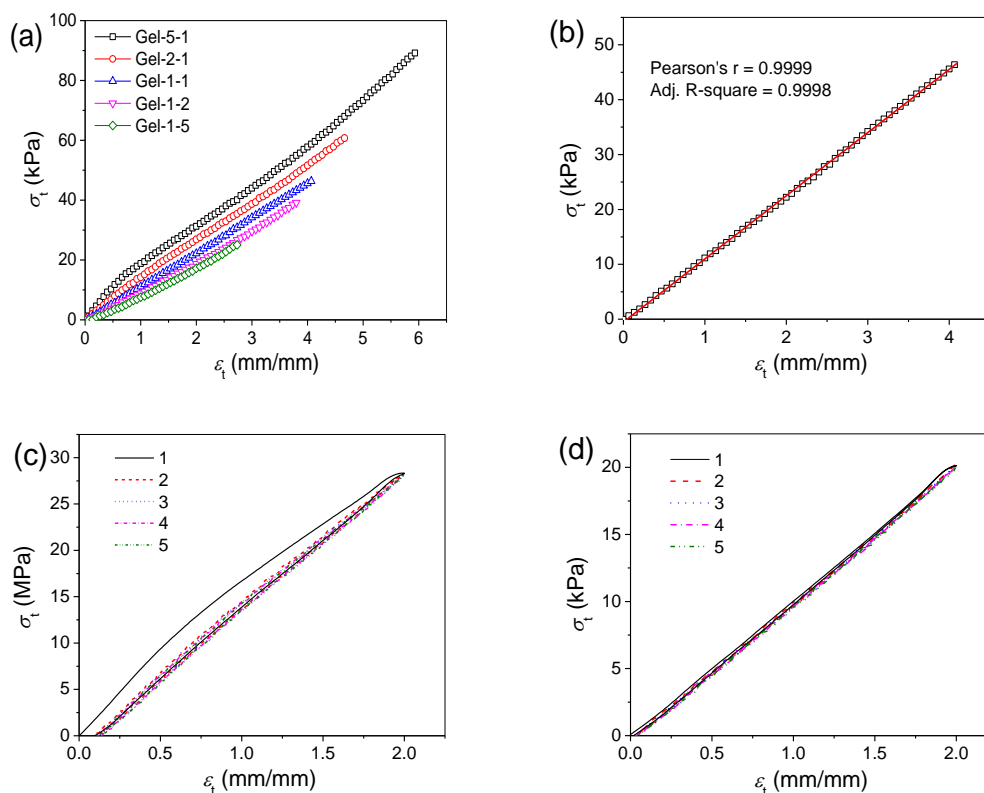 (a)
100
80
60
40
20
0
σt (kPa)
Gel-5-1
Gel-2-1
Gel-1-1
Gel-1-2
Gel-1-5
0 1 2 3 4 5 6
εt (mm/mm)
(b)
50
40
30
20
10
0
σt (kPa)
Pearson's r = 0.9999
Adj. R-square = 0.9998
0 1 2 3 4
εt (mm/mm)
(c)
30
25
20
15
10
5
0
σt (MPa)
1
2
3
4
5
0.0 0.5 1.0 1.5 2.0
εt (mm/mm)
(d)
20
15
10
5
0
σt (kPa)
1
2
3
4
5
0.0 0.5 1.0 1.5 2.0
εt (mm/mm)